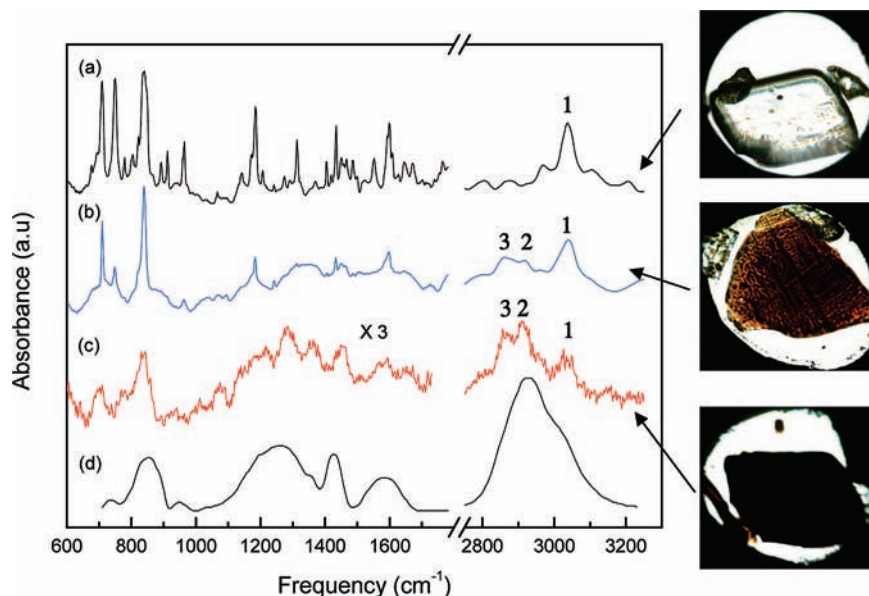 (a)
1
(b)
3 2
1
X 3
3 2
1
(c)
(d)
Absorbance (a.u)
600 800 1000 1200 1400 1600 2800 3000 3200
Frequency (cm⁻¹)